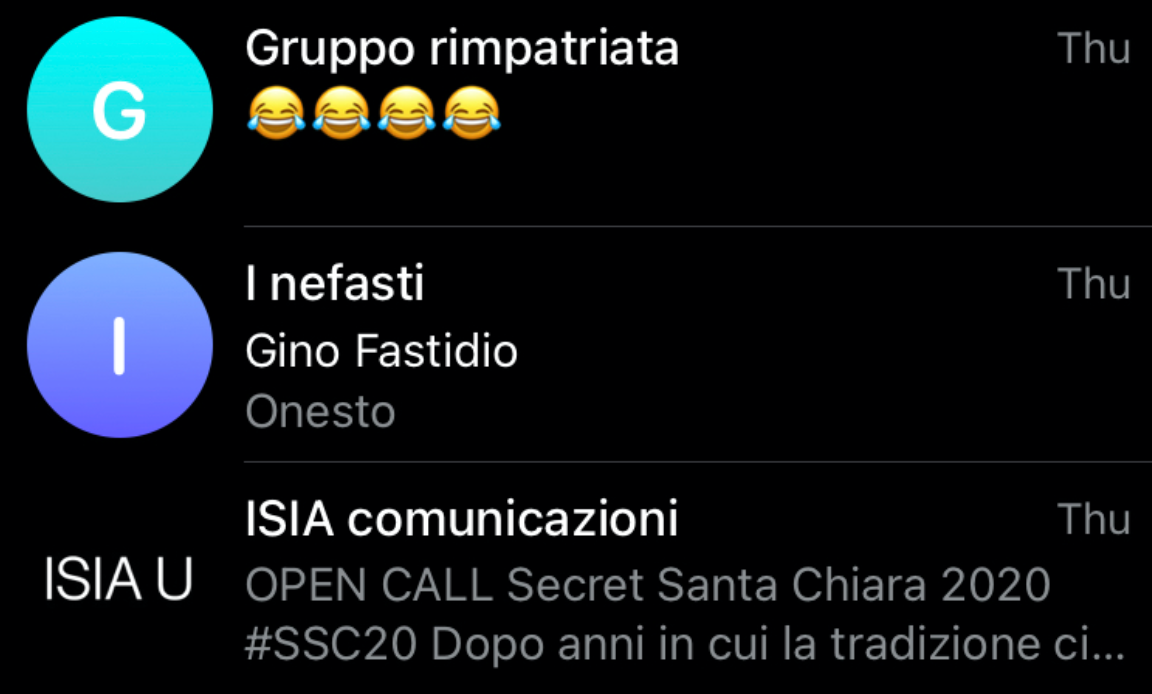 G
Gruppo rimpatriata
Thu
😂😂😂😂
I
I nefasti
Thu
Gino Fastidio
Onesto
ISIA U
ISIA comunicazioni
Thu
OPEN CALL Secret Santa Chiara 2020
#SSC20 Dopo anni in cui la tradizione ci...